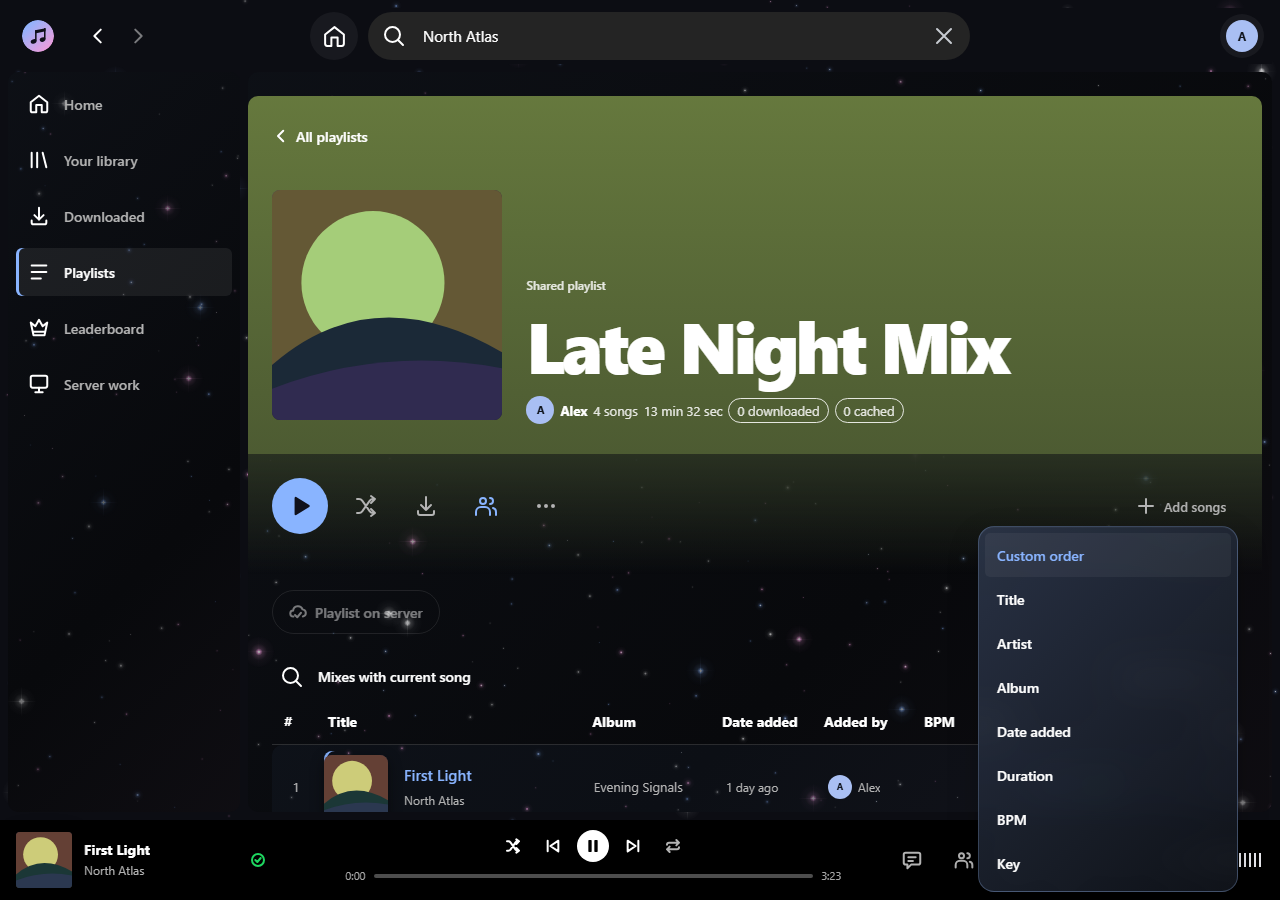 North Atlas
A
Home
Your library
Downloaded
Playlists
Leaderboard
Server work
All playlists
Shared playlist
Late Night Mix
A Alex 4 songs 13 min 32 sec 0 downloaded 0 cached
Add songs
Custom order
Title
Artist
Album
Date added
Duration
BPM
Key
Playlist on server
Mixes with current song
# Title Album Date added Added by BPM
1 First Light Evening Signals 1 day ago A Alex
North Atlas
First Light
North Atlas
0:00 3:23